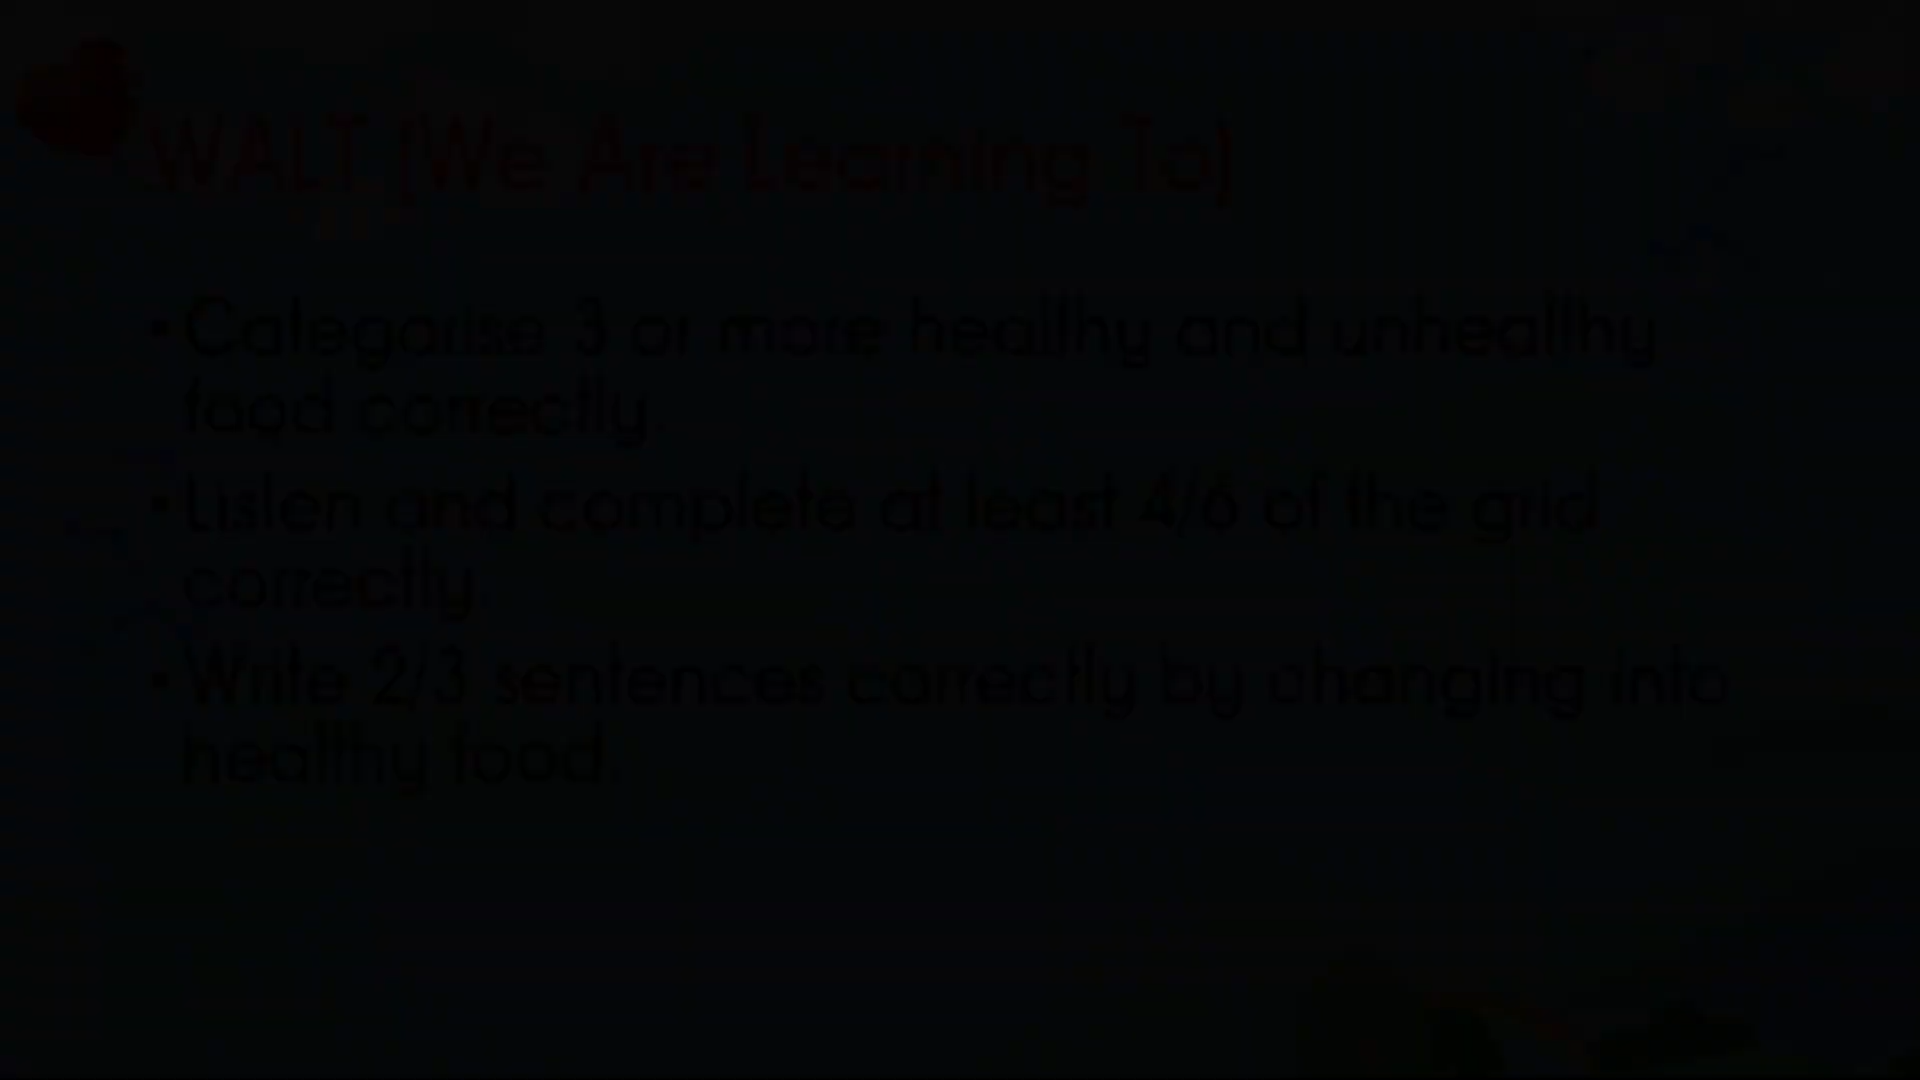 WALT (We Are Learning To)
• Categorise 3 or more healthy and unhealthy
food correctly.
• Listen and complete at least 4/6 of the grid
correctly.
• Write 2/3 sentences correctly by changing into
healthy food.